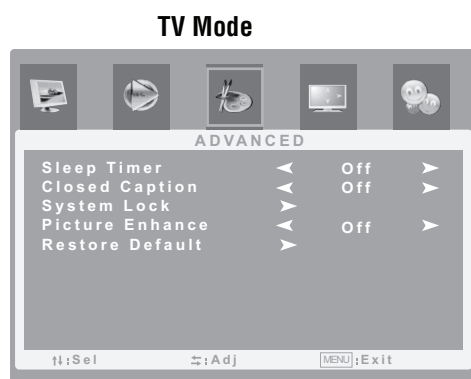 TV Mode
ADVANCED
Sleep Timer Off
Closed Caption Off
System Lock
Picture Enhance Off
Restore Default
:Sel :Adj MENU :Exit